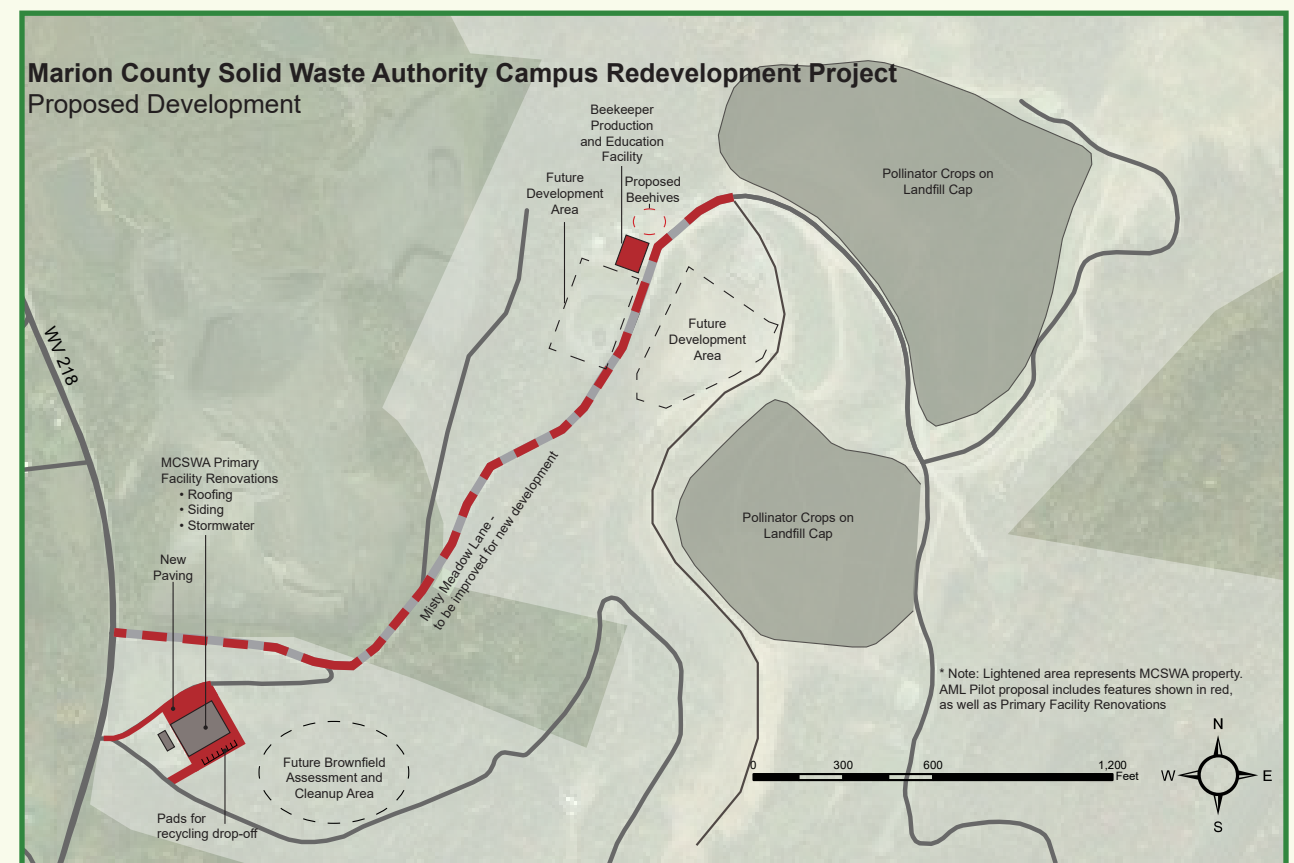 Marion County Solid Waste Authority Campus Redevelopment Project
Proposed Development
Beekeeper
Production
and Education
Facility
Future
Development
Area
Proposed
Beehives
Pollinator Crops on
Landfill Cap
WV 218
Future
Development
Area
MCSWA Primary
Facility Renovations
• Roofing
• Siding
• Stormwater
New
Paving
Misty Meadow Lane -
to be improved for new development
Pollinator Crops on
Landfill Cap
* Note: Lightened area represents MCSWA property.
AML Pilot proposal includes features shown in red,
as well as Primary Facility Renovations
N
W
E
S
0 300 600 1,200
Feet
Future Brownfield
Assessment and
Cleanup Area
Pads for
recycling drop-off